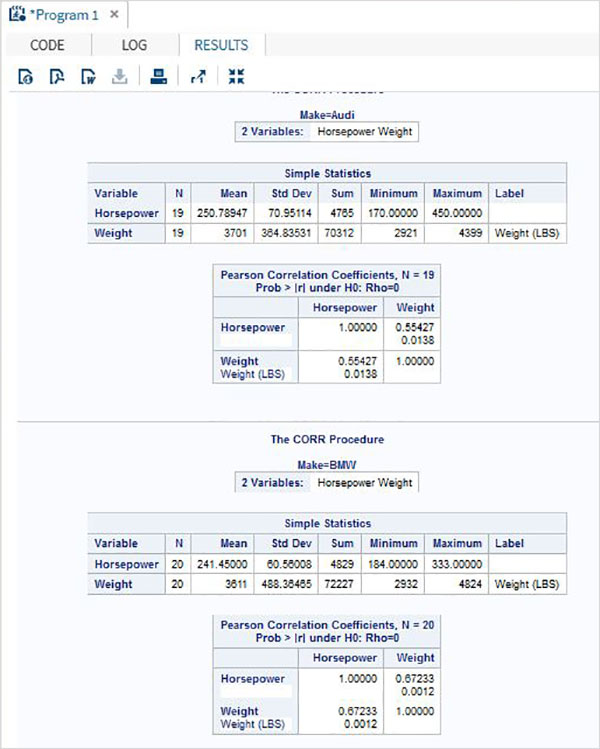 *Program 1 ×
CODE LOG RESULTS
The CORR Procedure
Make=Audi
2 Variables: Horsepower Weight
Simple Statistics
Variable N Mean Std Dev Sum Minimum Maximum Label
Horsepower 19 250.78947 70.95114 4765 170.00000 450.00000
Weight 19 3701 364.83531 70312 2921 4399 Weight (LBS)
Pearson Correlation Coefficients, N = 19
Prob > |r| under H0: Rho=0
Horsepower Weight
Horsepower 1.00000 0.55427
0.0138
Weight 0.55427 1.00000
Weight (LBS) 0.0138
The CORR Procedure
Make=BMW
2 Variables: Horsepower Weight
Simple Statistics
Variable N Mean Std Dev Sum Minimum Maximum Label
Horsepower 20 241.45000 60.56008 4829 184.00000 333.00000
Weight 20 3611 488.36465 72227 2932 4824 Weight (LBS)
Pearson Correlation Coefficients, N = 20
Prob > |r| under H0: Rho=0
Horsepower Weight
Horsepower 1.00000 0.67233
0.0012
Weight 0.67233 1.00000
Weight (LBS) 0.0012